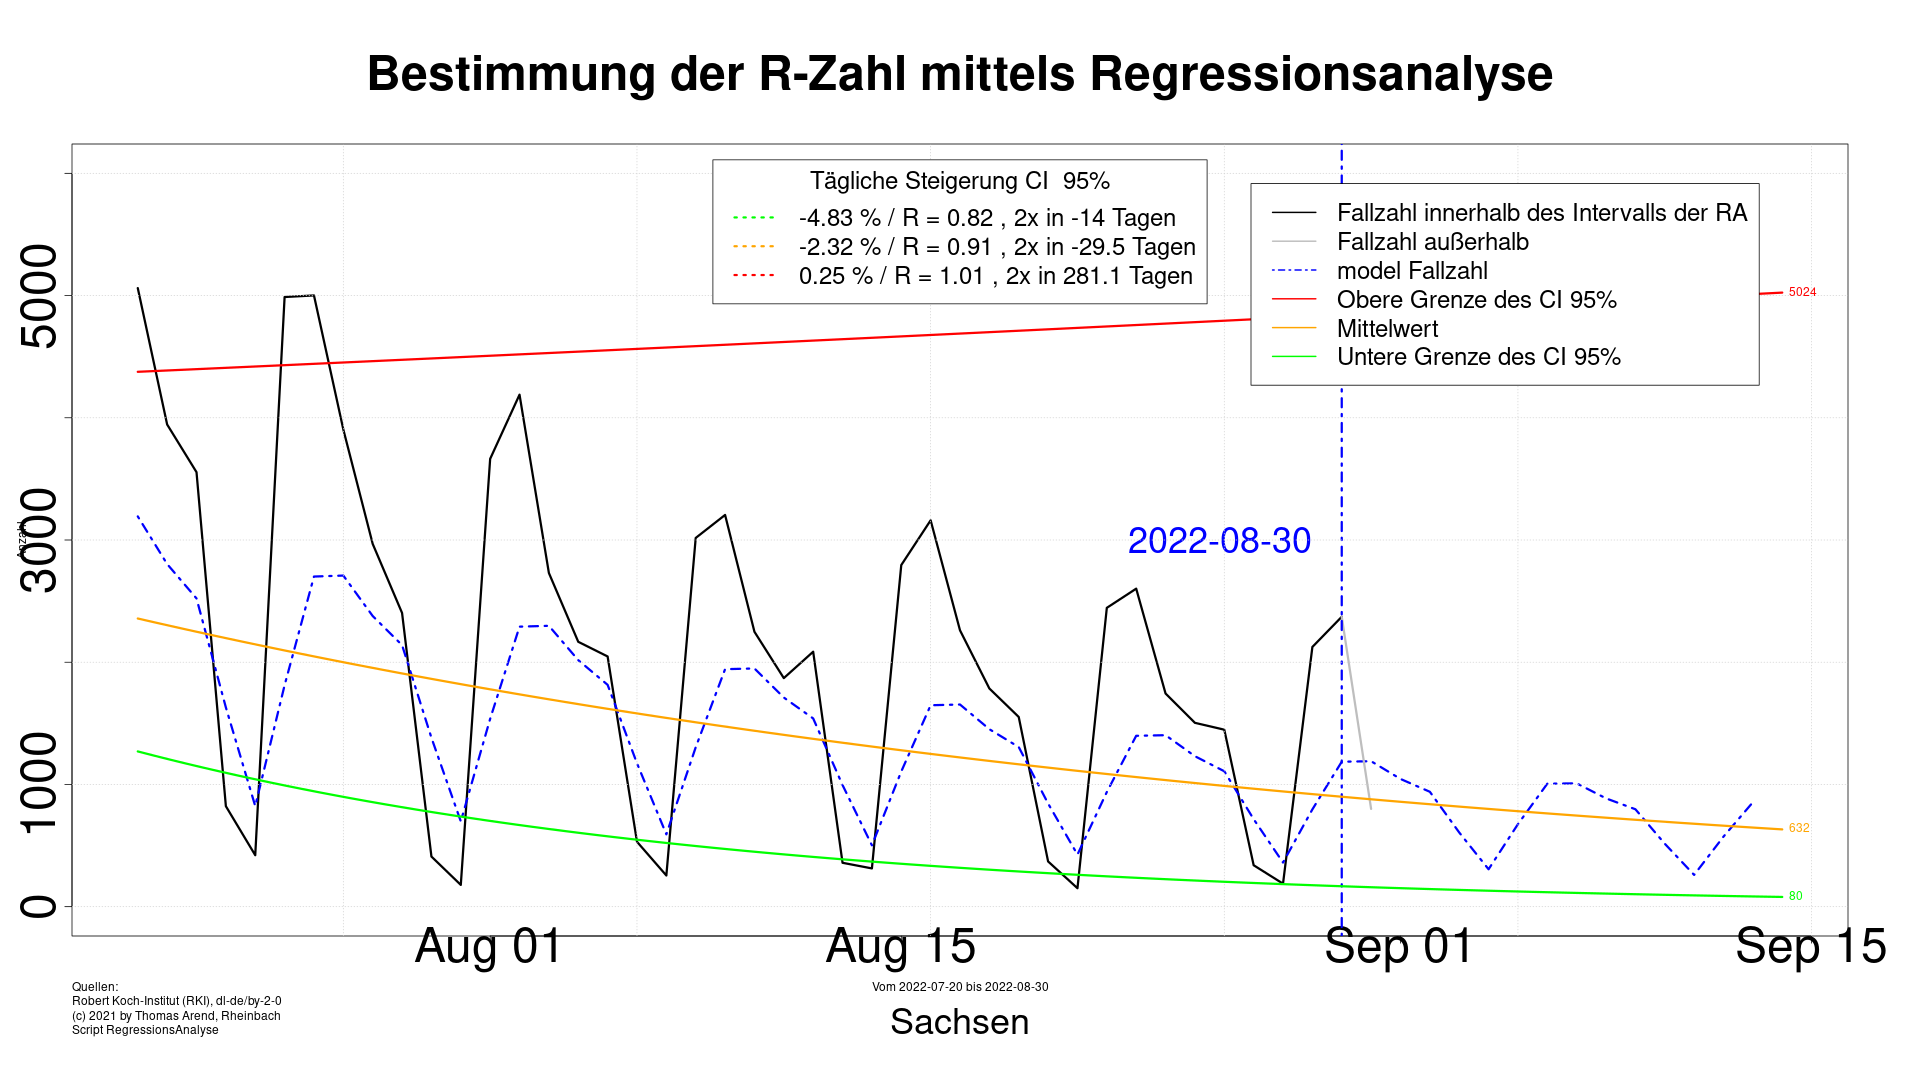 Bestimmung der R-Zahl mittels Regressionsanalyse
Tägliche Steigerung CI  95%
-4.83 % / R = 0.82 , 2x in -14 Tagen
-2.32 % / R = 0.91 , 2x in -29.5 Tagen
0.25 % / R = 1.01 , 2x in 281.1 Tagen
Fallzahl innerhalb des Intervalls der RA
Fallzahl außerhalb
model Fallzahl
Obere Grenze des CI 95%
Mittelwert
Untere Grenze des CI 95%
5024
5000
3000
1000
0
Anzahl
2022-08-30
632
80
Aug 01
Aug 15
Sep 01
Sep 15
Quellen:
Robert Koch-Institut (RKI), dl-de/by-2-0
(c) 2021 by Thomas Arend, Rheinbach
Script RegressionsAnalyse
Vom 2022-07-20 bis 2022-08-30
Sachsen